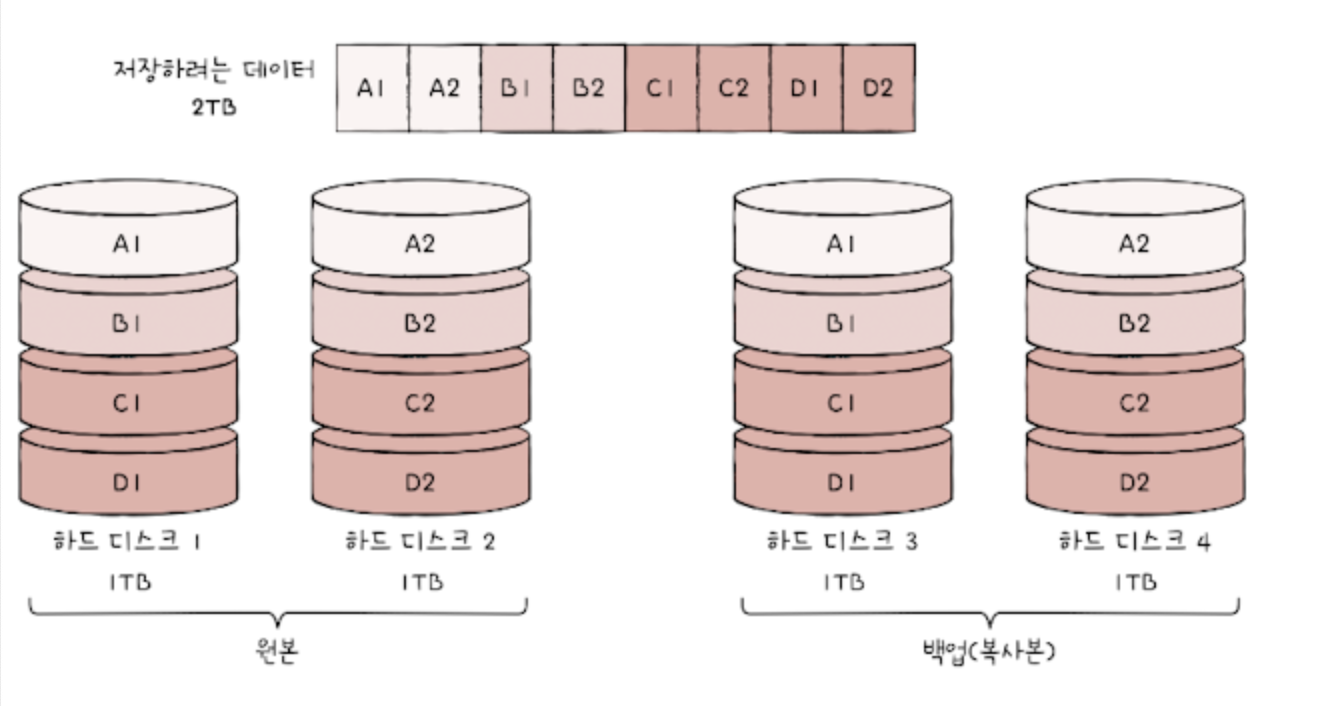 저장하려는 데이터
2TB
A1 A2 B1 B2 C1 C2 D1 D2
A1 A2 A1 A2
B1 B2 B1 B2
C1 C2 C1 C2
D1 D2 D1 D2
하드 디스크 1 하드 디스크 2 하드 디스크 3 하드 디스크 4
1TB 1TB 1TB 1TB
원본 백업(복사본)